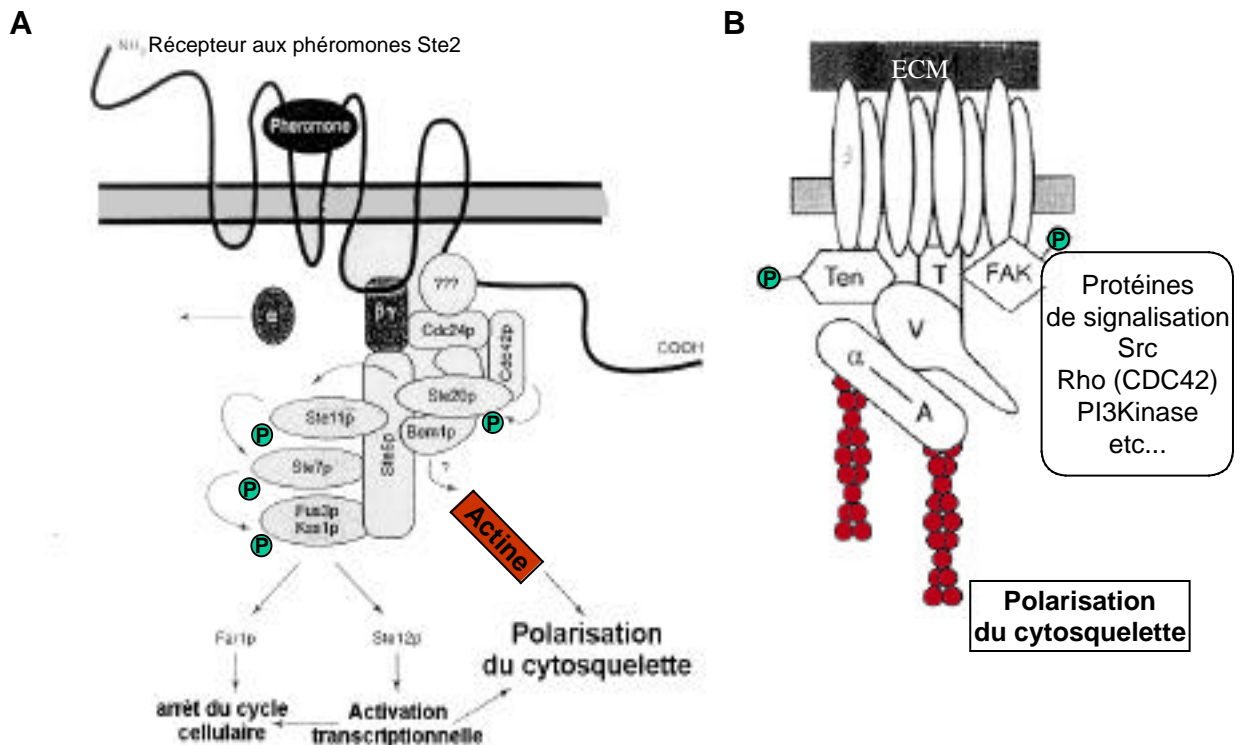 A
NH2 Récepteur aux phéromones Ste2
Pheromone
???
α
βγ
Cdc24p
Cdc42p
COOH
Ste20p
P
Ste11p
P
Bem1p
Ste5p
?
Ste7p
P
Fus3p
Kss1p
P
Actine
Far1p
Ste12p
Polarisation
du cytosquelette
arrêt du cycle
cellulaire
Activation
transcriptionnelle
B
ECM
P
P
Ten
T
FAK
V
α
A
Protéines
de signalisation
Src
Rho (CDC42)
PI3Kinase
etc...
Polarisation
du cytosquelette